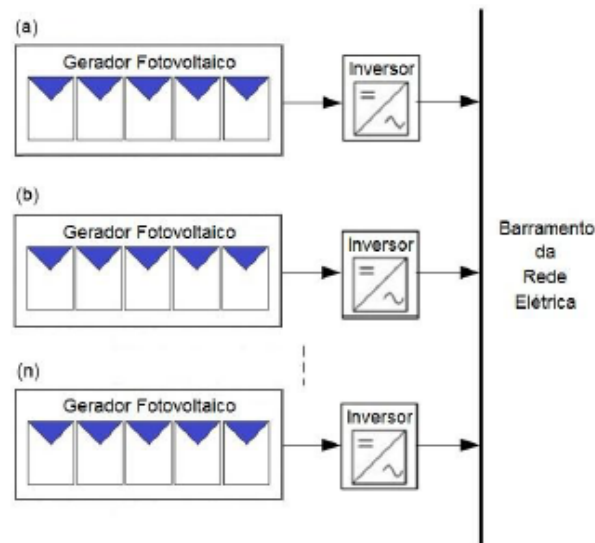 (a)
Gerador Fotovoltaico
Inversor
(b)
Gerador Fotovoltaico
Inversor
Barramento
da
Rede
Elétrica
(n)
Gerador Fotovoltaico
Inversor